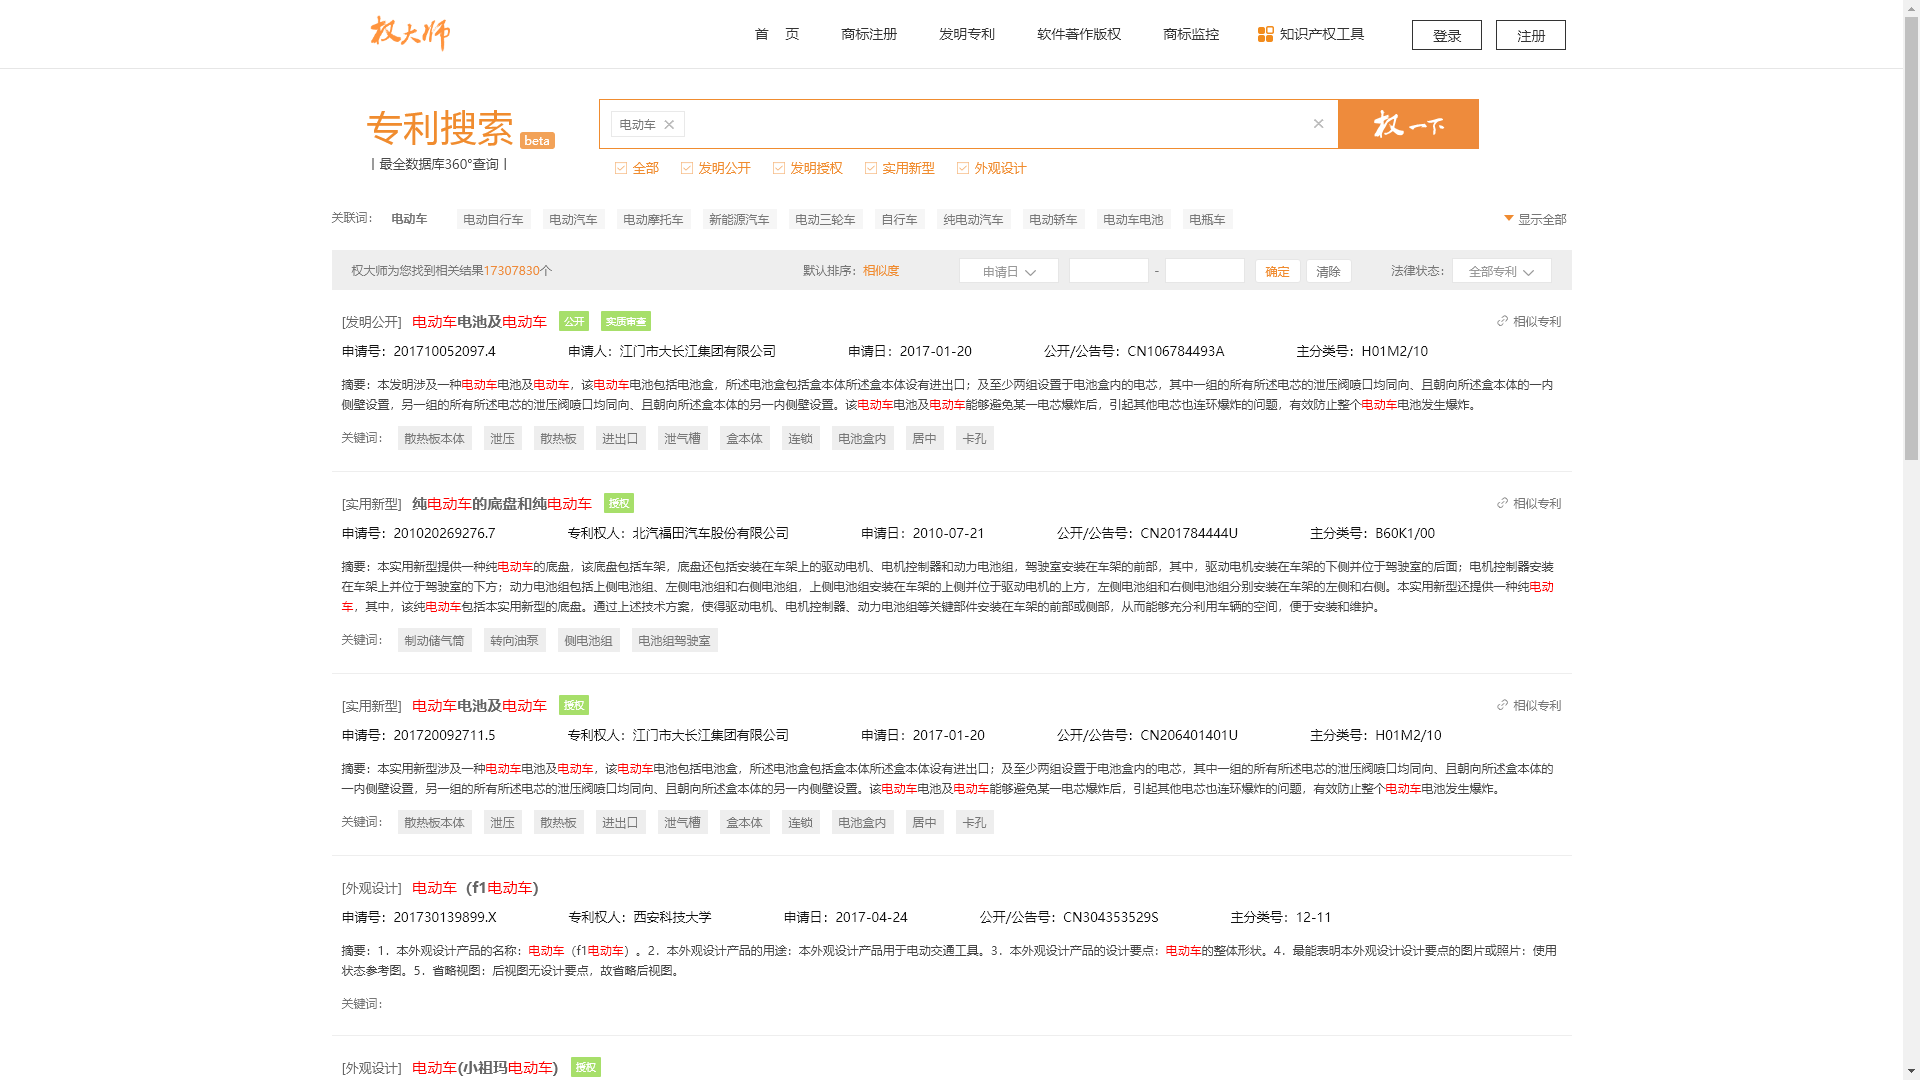 权大师
首 页 商标注册 发明专利 软件著作版权 商标监控 知识产权工具 登录 注册
专利搜索 beta
丨最全数据库360°查询丨
电动车 × × 权一下
全部 发明公开 发明授权 实用新型 外观设计
关联词: 电动车 电动自行车 电动汽车 电动摩托车 新能源汽车 电动三轮车 自行车 纯电动汽车 电动轿车 电动车电池 电瓶车 显示全部
权大师为您找到相关结果17307830个 默认排序: 相似度 申请日 - 确定 清除 法律状态: 全部专利
[发明公开] 电动车电池及电动车 公开 实质审查 相似专利
申请号: 201710052097.4 申请人: 江门市大长江集团有限公司 申请日: 2017-01-20 公开/公告号: CN106784493A 主分类号: H01M2/10
摘要: 本发明涉及一种电动车电池及电动车，该电动车电池包括电池盒，所述电池盒包括盒本体所述盒本体设有进出口；及至少两组设置于电池盒内的电芯，其中一组的所有所述电芯的泄压阀喷口均同向、且朝向所述盒本体的一内
侧壁设置，另一组的所有所述电芯的泄压阀喷口均同向、且朝向所述盒本体的另一内侧壁设置。该电动车电池及电动车能够避免某一电芯爆炸后，引起其他电芯也连环爆炸的问题，有效防止整个电动车电池发生爆炸。
关键词: 散热板本体 泄压 散热板 进出口 泄气槽 盒本体 连锁 电池盒内 居中 卡孔
[实用新型] 纯电动车的底盘和纯电动车 授权 相似专利
申请号: 201020269276.7 专利权人: 北汽福田汽车股份有限公司 申请日: 2010-07-21 公开/公告号: CN201784444U 主分类号: B60K1/00
摘要: 本实用新型提供一种纯电动车的底盘，该底盘包括车架，底盘还包括安装在车架上的驱动电机、电机控制器和动力电池组，驾驶室安装在车架的前部，其中，驱动电机安装在车架的下侧并位于驾驶室的后面；电机控制器安装
在车架上并位于驾驶室的下方；动力电池组包括上侧电池组、左侧电池组和右侧电池组，上侧电池组安装在车架的上侧并位于驱动电机的上方，左侧电池组和右侧电池组分别安装在车架的左侧和右侧。本实用新型还提供一种纯电动
车，其中，该纯电动车包括本实用新型的底盘。通过上述技术方案，使得驱动电机、电机控制器、动力电池组等关键部件安装在车架的前部或侧部，从而能够充分利用车辆的空间，便于安装和维护。
关键词: 制动储气筒 转向油泵 侧电池组 电池组驾驶室
[实用新型] 电动车电池及电动车 授权 相似专利
申请号: 201720092711.5 专利权人: 江门市大长江集团有限公司 申请日: 2017-01-20 公开/公告号: CN206401401U 主分类号: H01M2/10
摘要: 本实用新型涉及一种电动车电池及电动车，该电动车电池包括电池盒，所述电池盒包括盒本体所述盒本体设有进出口；及至少两组设置于电池盒内的电芯，其中一组的所有所述电芯的泄压阀喷口均同向、且朝向所述盒本体的
一内侧壁设置，另一组的所有所述电芯的泄压阀喷口均同向、且朝向所述盒本体的另一内侧壁设置。该电动车电池及电动车能够避免某一电芯爆炸后，引起其他电芯也连环爆炸的问题，有效防止整个电动车电池发生爆炸。
关键词: 散热板本体 泄压 散热板 进出口 泄气槽 盒本体 连锁 电池盒内 居中 卡孔
[外观设计] 电动车（f1电动车）
申请号: 201730139899.X 专利权人: 西安科技大学 申请日: 2017-04-24 公开/公告号: CN304353529S 主分类号: 12-11
摘要: 1．本外观设计产品的名称：电动车（f1电动车）。2．本外观设计产品的用途：本外观设计产品用于电动交通工具。3．本外观设计产品的设计要点：电动车的整体形状。4．最能表明本外观设计设计要点的图片或照片：使用
状态参考图。5．省略视图：后视图无设计要点，故省略后视图。
关键词:
[外观设计] 电动车(小祖玛电动车) 授权